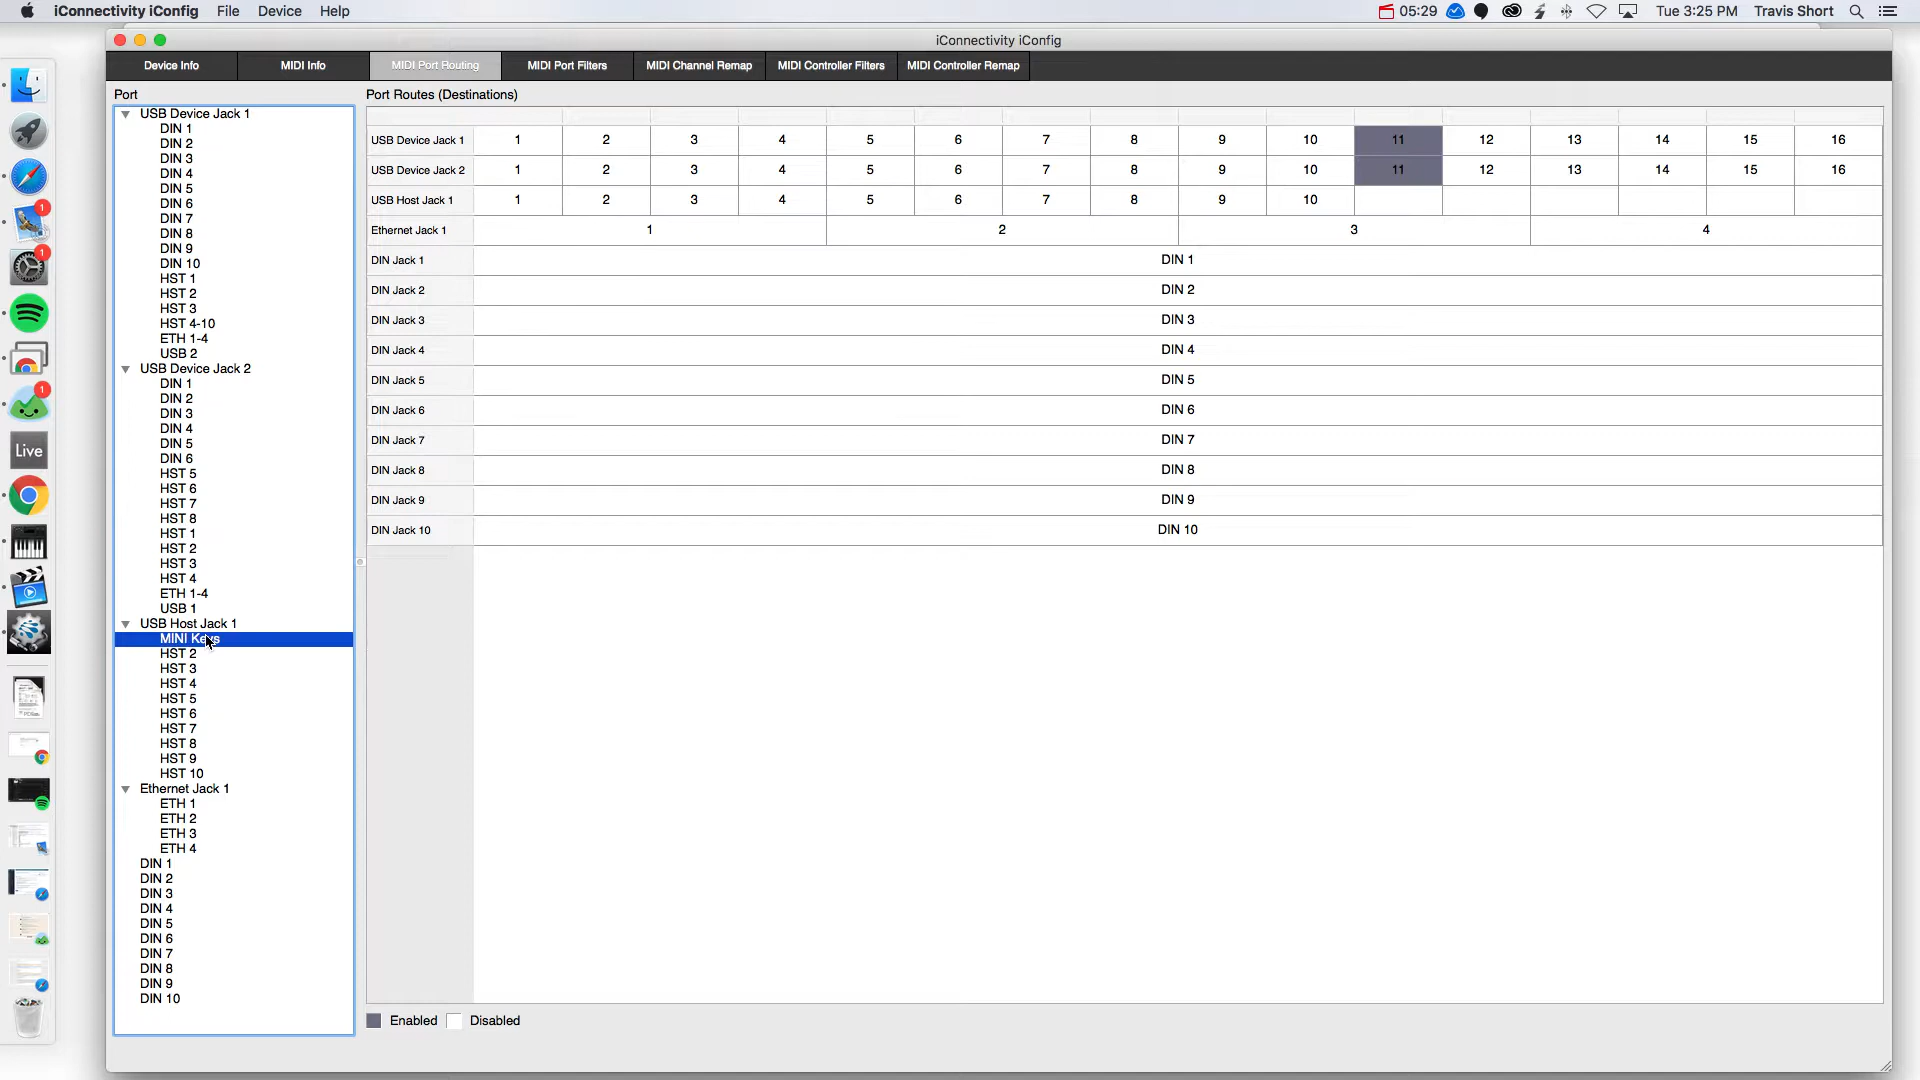 iConnectivity iConfig File Device Help 05:29 Tue 3:25 PM Travis Short
iConnectivity iConfig
Device Info MIDI Info MIDI Port Routing MIDI Port Filters MIDI Channel Remap MIDI Controller Filters MIDI Controller Remap
Port
USB Device Jack 1
DIN 1
DIN 2
DIN 3
DIN 4
DIN 5
DIN 6
DIN 7
DIN 8
DIN 9
DIN 10
HST 1
HST 2
HST 3
HST 4-10
ETH 1-4
USB 2
USB Device Jack 2
DIN 1
DIN 2
DIN 3
DIN 4
DIN 5
DIN 6
HST 5
HST 6
HST 7
HST 8
HST 1
HST 2
HST 3
HST 4
ETH 1-4
USB 1
USB Host Jack 1
MINI Keys
HST 2
HST 3
HST 4
HST 5
HST 6
HST 7
HST 8
HST 9
HST 10
Ethernet Jack 1
ETH 1
ETH 2
ETH 3
ETH 4
DIN 1
DIN 2
DIN 3
DIN 4
DIN 5
DIN 6
DIN 7
DIN 8
DIN 9
DIN 10
Port Routes (Destinations)
USB Device Jack 1 1 2 3 4 5 6 7 8 9 10 11 12 13 14 15 16
USB Device Jack 2 1 2 3 4 5 6 7 8 9 10 11 12 13 14 15 16
USB Host Jack 1 1 2 3 4 5 6 7 8 9 10
Ethernet Jack 1 1 2 3 4
DIN Jack 1 DIN 1
DIN Jack 2 DIN 2
DIN Jack 3 DIN 3
DIN Jack 4 DIN 4
DIN Jack 5 DIN 5
DIN Jack 6 DIN 6
DIN Jack 7 DIN 7
DIN Jack 8 DIN 8
DIN Jack 9 DIN 9
DIN Jack 10 DIN 10
Enabled Disabled
1
1
1
Live